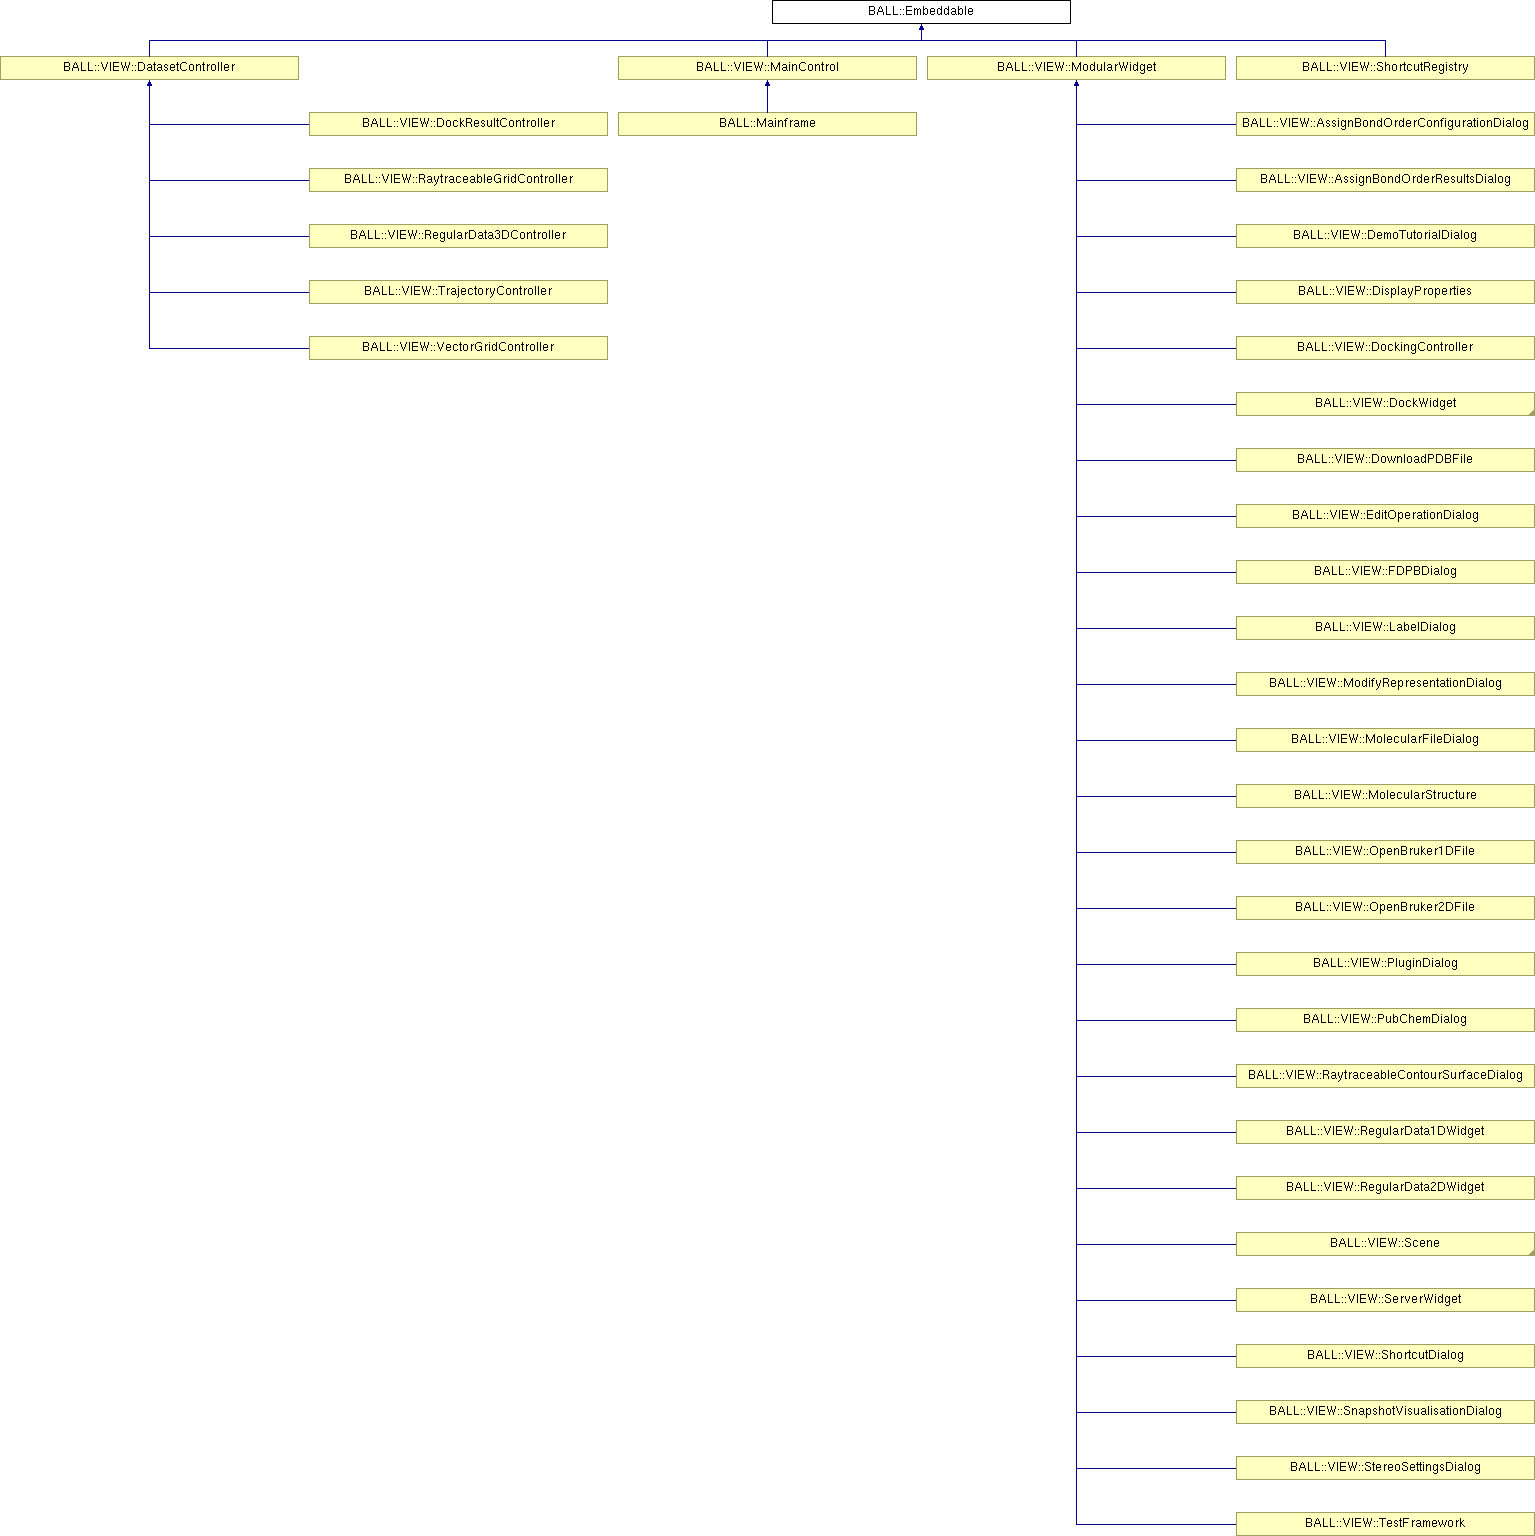 BALL::Embeddable
BALL::VIEW::DatasetController
BALL::VIEW::MainControl
BALL::VIEW::ModularWidget
BALL::VIEW::ShortcutRegistry
BALL::VIEW::DockResultController
BALL::Mainframe
BALL::VIEW::AssignBondOrderConfigurationDialog
BALL::VIEW::RaytraceableGridController
BALL::VIEW::AssignBondOrderResultsDialog
BALL::VIEW::RegularData3DController
BALL::VIEW::DemoTutorialDialog
BALL::VIEW::TrajectoryController
BALL::VIEW::DisplayProperties
BALL::VIEW::VectorGridController
BALL::VIEW::DockingController
BALL::VIEW::DockWidget
BALL::VIEW::DownloadPDBFile
BALL::VIEW::EditOperationDialog
BALL::VIEW::FDPBDialog
BALL::VIEW::LabelDialog
BALL::VIEW::ModifyRepresentationDialog
BALL::VIEW::MolecularFileDialog
BALL::VIEW::MolecularStructure
BALL::VIEW::OpenBruker1DFile
BALL::VIEW::OpenBruker2DFile
BALL::VIEW::PluginDialog
BALL::VIEW::PubChemDialog
BALL::VIEW::RaytraceableContourSurfaceDialog
BALL::VIEW::RegularData1DWidget
BALL::VIEW::RegularData2DWidget
BALL::VIEW::Scene
BALL::VIEW::ServerWidget
BALL::VIEW::ShortcutDialog
BALL::VIEW::SnapshotVisualisationDialog
BALL::VIEW::StereoSettingsDialog
BALL::VIEW::TestFramework